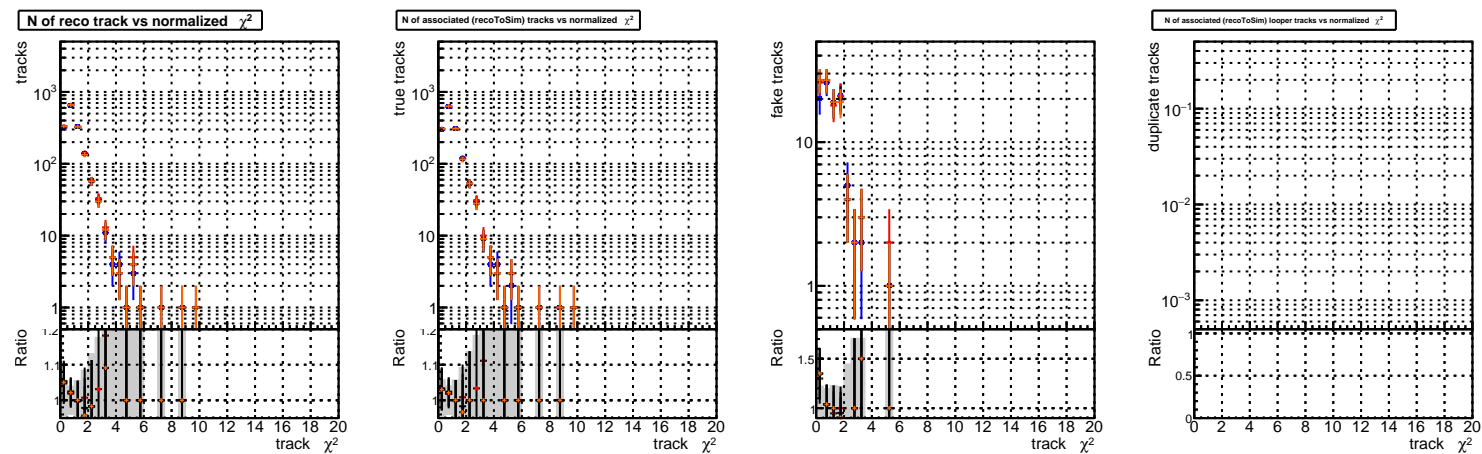 N of reco track vs normalized χ²
tracks
10³
10²
10
1
Ratio
1.2
1.1
1
0 2 4 6 8 10 12 14 16 18 20
track χ²
N of associated (recoToSim) tracks vs normalized χ²
true tracks
10³
10²
10
1
Ratio
1.2
1.1
1
0 2 4 6 8 10 12 14 16 18 20
track χ²
fake tracks
10
1
Ratio
1.5
1
0 2 4 6 8 10 12 14 16 18 20
track χ²
N of associated (recoToSim) looper tracks vs normalized χ²
duplicate tracks
10⁻¹
10⁻²
10⁻³
Ratio
1
0.5
0
0 2 4 6 8 10 12 14 16 18 20
track χ²